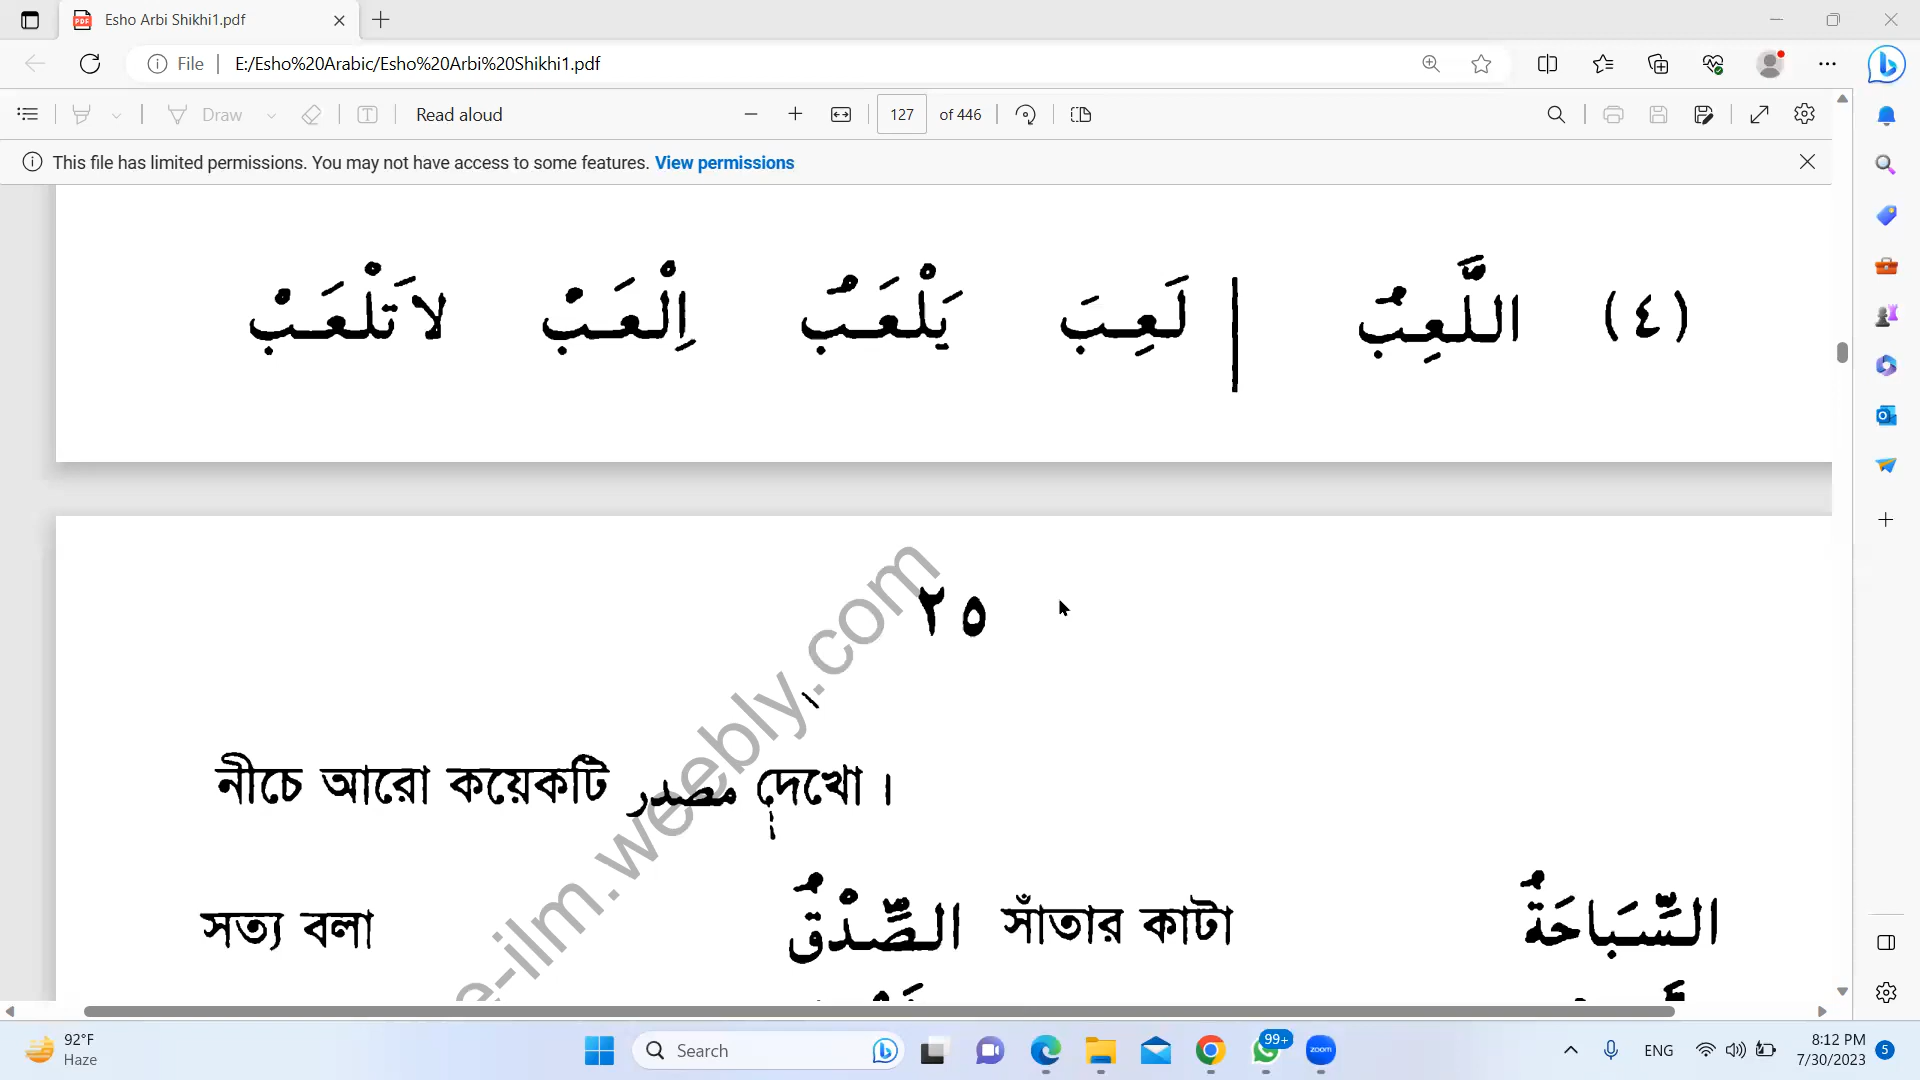 Esho Arbi Shikhi1.pdf
File
E:/Esho%20Arabic/Esho%20Arbi%20Shikhi1.pdf
Draw
Read aloud
127 of 446
This file has limited permissions. You may not have access to some features. View permissions
(٤) اللَّعِبُ | لَعِبَ يَلْعَبُ اِلْعَبْ لاَتَلْعَبْ
٢٥
নীচে আরো কয়েকটি مصدر দেখো ।
السِّبَاحَةُ সাঁতার কাটা الصِّدْقُ সত্য বলা
e-ilm.weebly.com
92°F
Haze
Search
99+
zoom
ENG
8:12 PM
7/30/2023
5